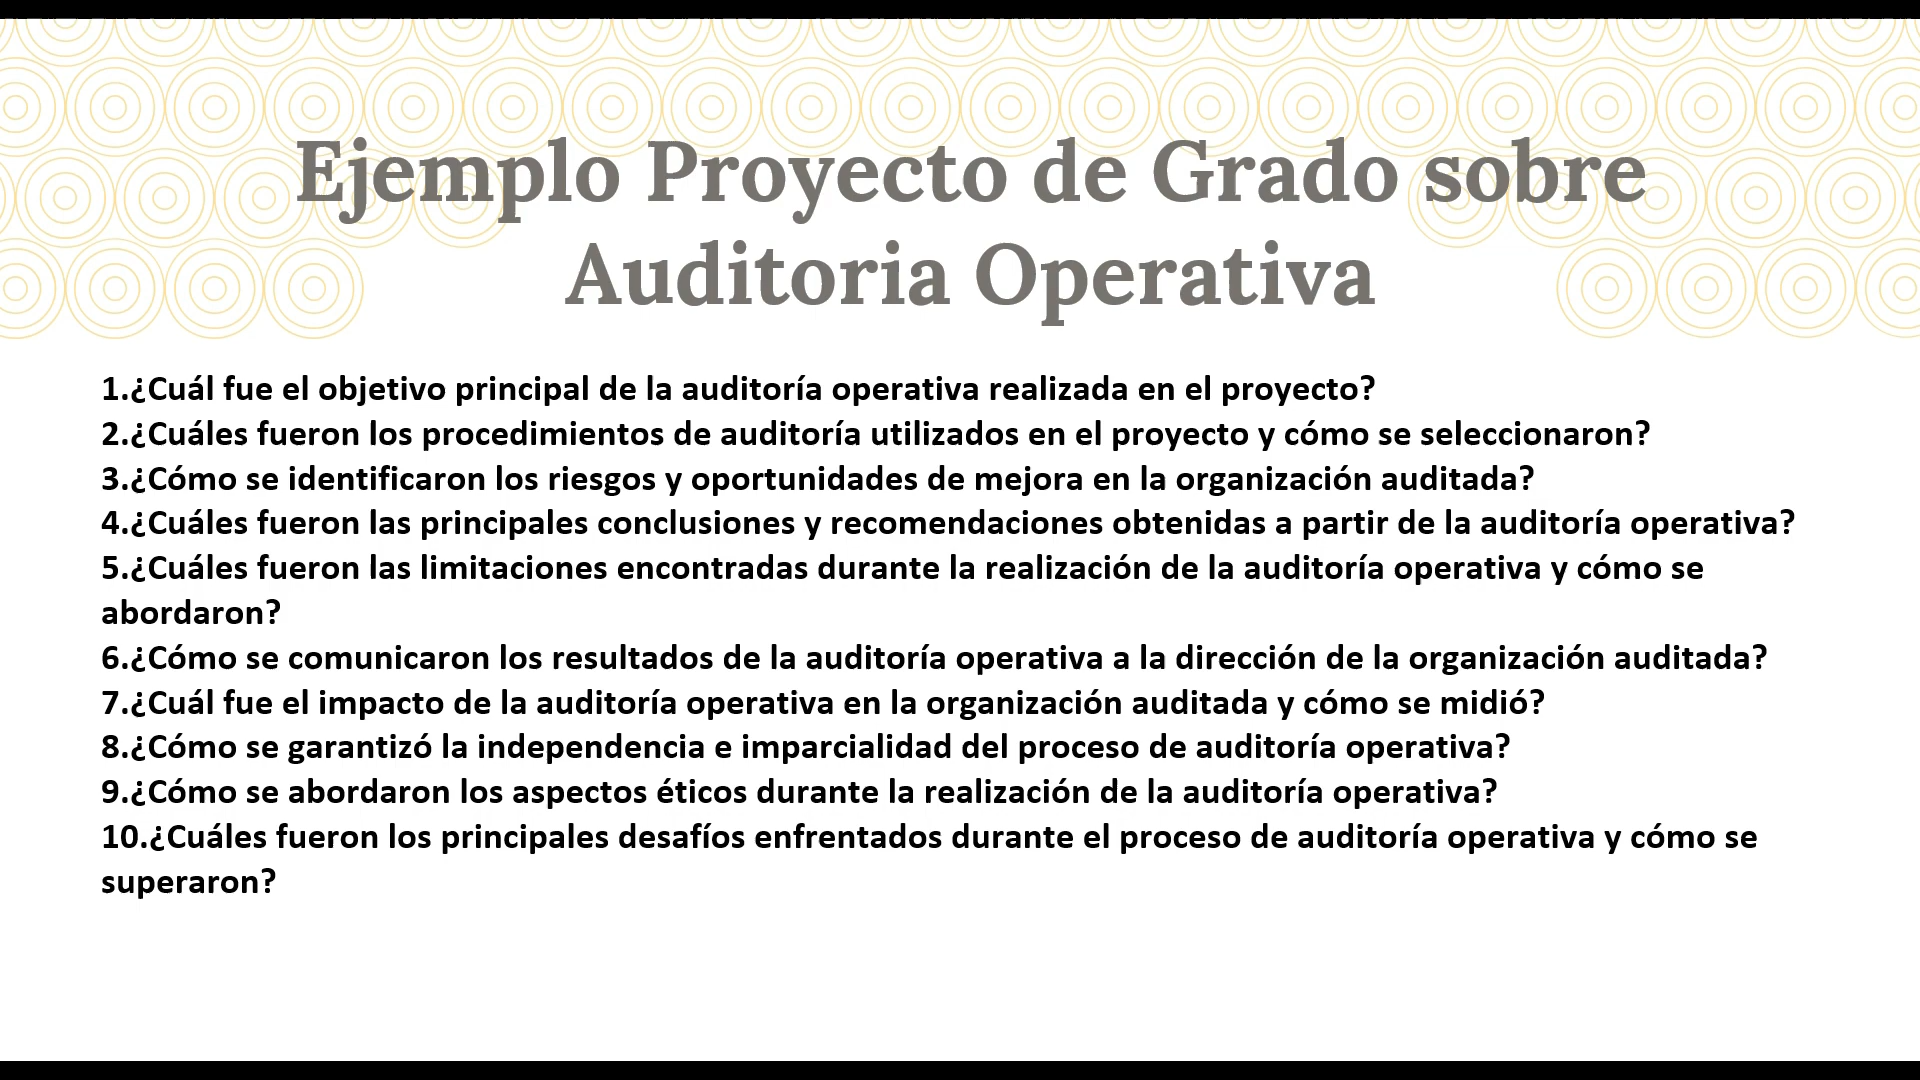 Ejemplo Proyecto de Grado sobre
Auditoria Operativa
1.¿Cuál fue el objetivo principal de la auditoría operativa realizada en el proyecto?
2.¿Cuáles fueron los procedimientos de auditoría utilizados en el proyecto y cómo se seleccionaron?
3.¿Cómo se identificaron los riesgos y oportunidades de mejora en la organización auditada?
4.¿Cuáles fueron las principales conclusiones y recomendaciones obtenidas a partir de la auditoría operativa?
5.¿Cuáles fueron las limitaciones encontradas durante la realización de la auditoría operativa y cómo se
abordaron?
6.¿Cómo se comunicaron los resultados de la auditoría operativa a la dirección de la organización auditada?
7.¿Cuál fue el impacto de la auditoría operativa en la organización auditada y cómo se midió?
8.¿Cómo se garantizó la independencia e imparcialidad del proceso de auditoría operativa?
9.¿Cómo se abordaron los aspectos éticos durante la realización de la auditoría operativa?
10.¿Cuáles fueron los principales desafíos enfrentados durante el proceso de auditoría operativa y cómo se
superaron?